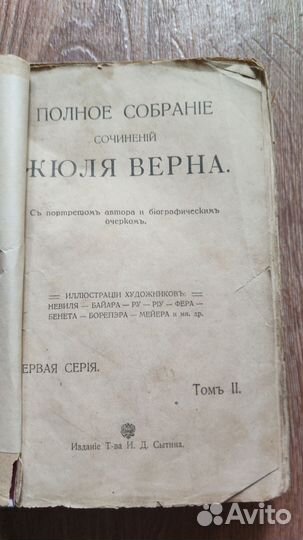 ПОЛНОЕ СОБРАНІЕ
СОЧИНЕНІЙ
ЖЮЛЯ ВЕРНА.
Съ портретомъ автора и біографическимъ
очеркомъ.
ИЛЛЮСТРАЦІИ ХУДОЖНИКОВЪ:
НЕВИЛЯ — БАЙАРА — РУ — РІУ — ФЕРА —
БЕНЕТА — БОРЕПЭРА — МЕЙЕРА и мн. др.
ПЕРВАЯ СЕРІЯ.
Томъ II.
Изданіе Т-ва И. Д. Сытина.
Avito